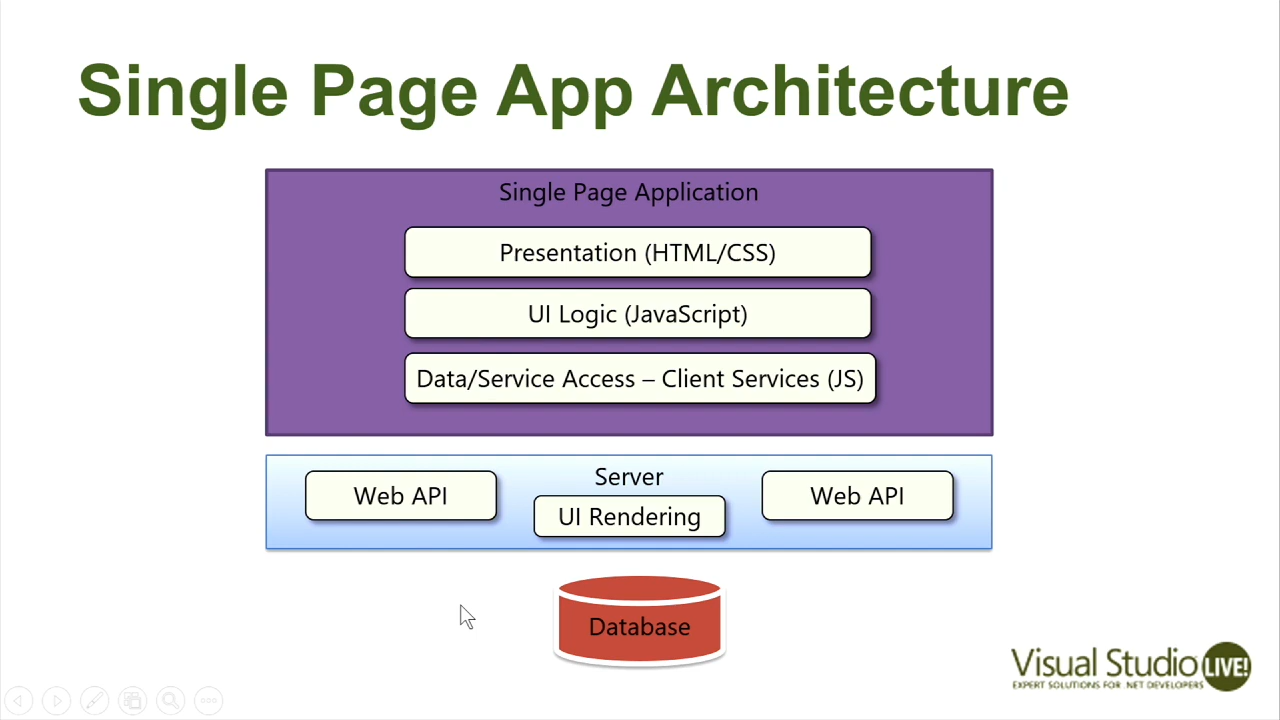 Single Page App Architecture
Single Page Application
Presentation (HTML/CSS)
UI Logic (JavaScript)
Data/Service Access – Client Services (JS)
Server
Web API
UI Rendering
Web API
Database
Visual Studio LIVE!
EXPERT SOLUTIONS FOR .NET DEVELOPERS